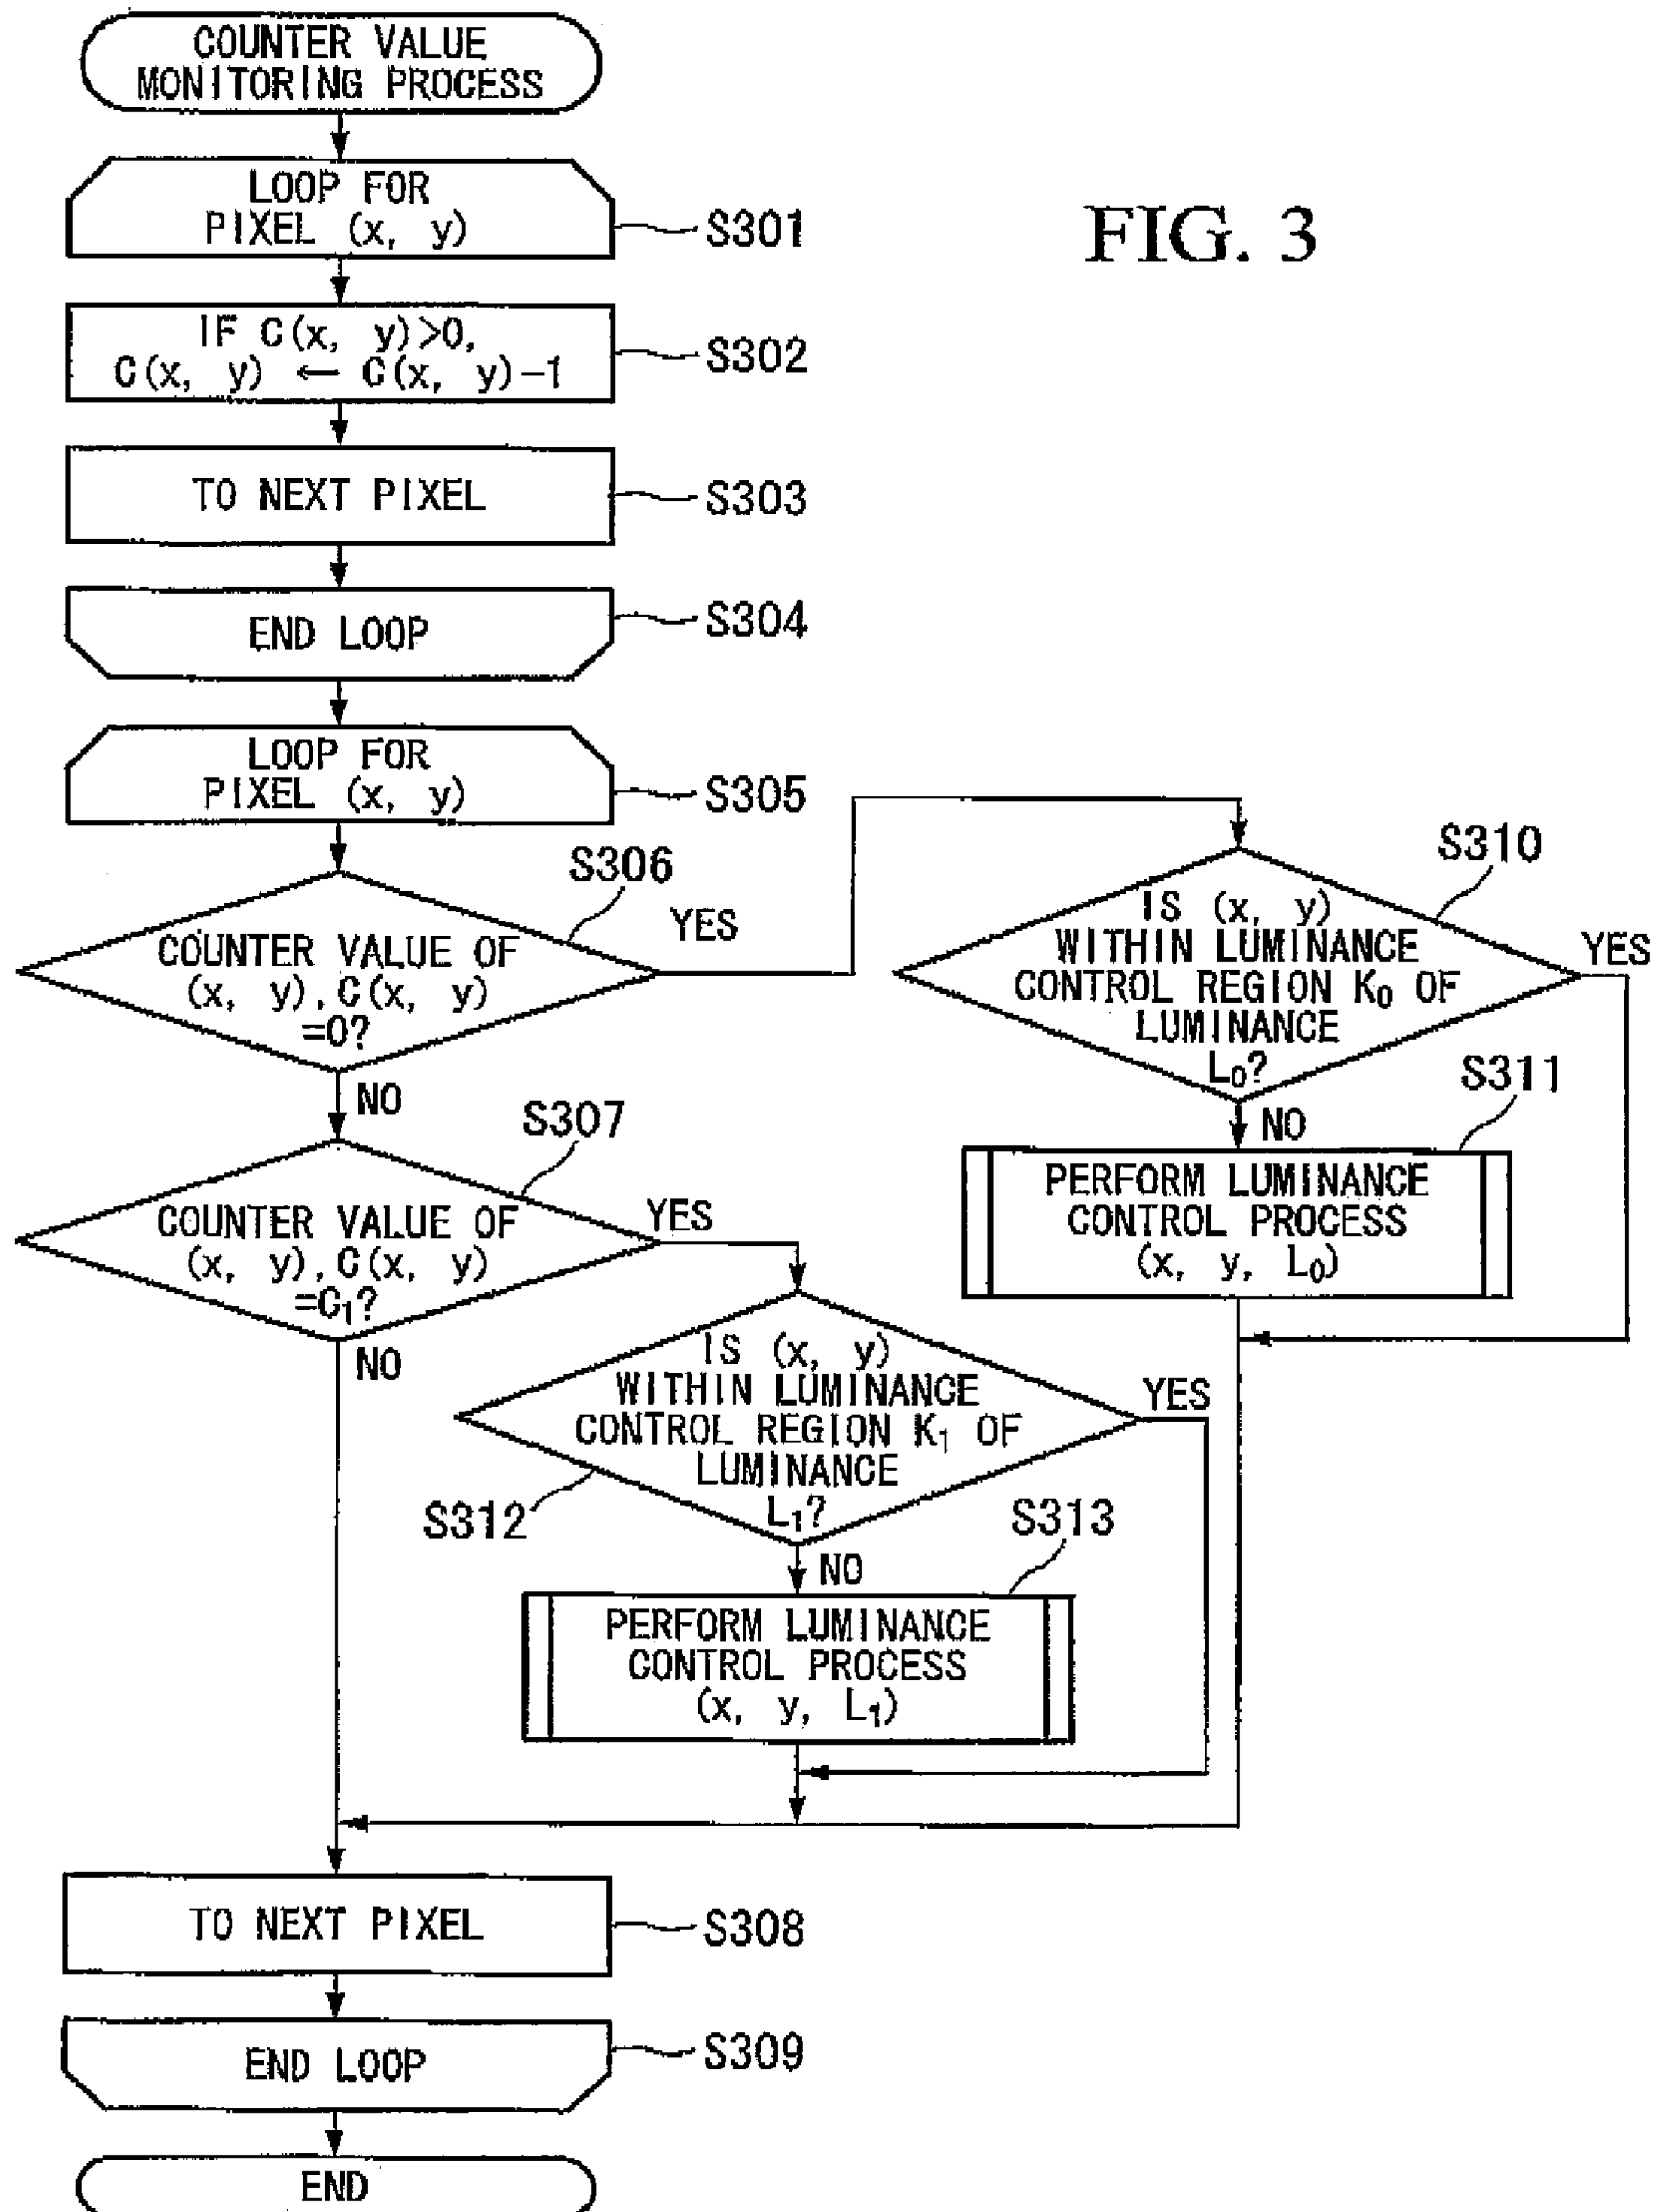 COUNTER VALUE
MONITORING PROCESS
FIG. 3
LOOP FOR
PIXEL (x, y)
S301
IF C(x, y)>0,
C(x, y) ← C(x, y)-1
S302
TO NEXT PIXEL
S303
END LOOP
S304
LOOP FOR
PIXEL (x, y)
S305
S306
COUNTER VALUE OF
(x, y), C(x, y)
=0?
YES
NO
S310
IS (x, y)
WITHIN LUMINANCE
CONTROL REGION K₀ OF
LUMINANCE
L₀?
YES
NO
S311
PERFORM LUMINANCE
CONTROL PROCESS
(x, y, L₀)
S307
COUNTER VALUE OF
(x, y), C(x, y)
=C₁?
YES
NO
IS (x, y)
WITHIN LUMINANCE
CONTROL REGION K₁ OF
LUMINANCE
L₁?
YES
S312
NO
S313
PERFORM LUMINANCE
CONTROL PROCESS
(x, y, L₁)
TO NEXT PIXEL
S308
END LOOP
S309
END